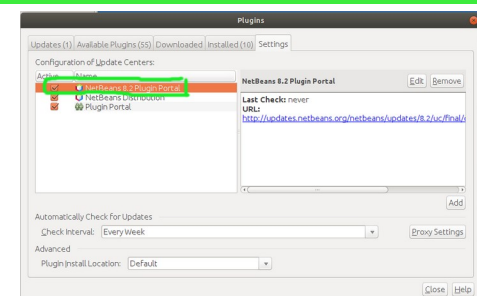 Plugins
Updates (1) Available Plugins (55) Downloaded Installed (10) Settings
Configuration of Update Centers:
Active Name
NetBeans 8.2 Plugin Portal
NetBeans Distribution
Plugin Portal
NetBeans 8.2 Plugin Portal
Edit Remove
Last Check: never
URL:
http://updates.netbeans.org/netbeans/updates/8.2/uc/final/
Add
Automatically Check for Updates
Check Interval: Every Week
Proxy Settings
Advanced
Plugin Install Location: Default
Close Help